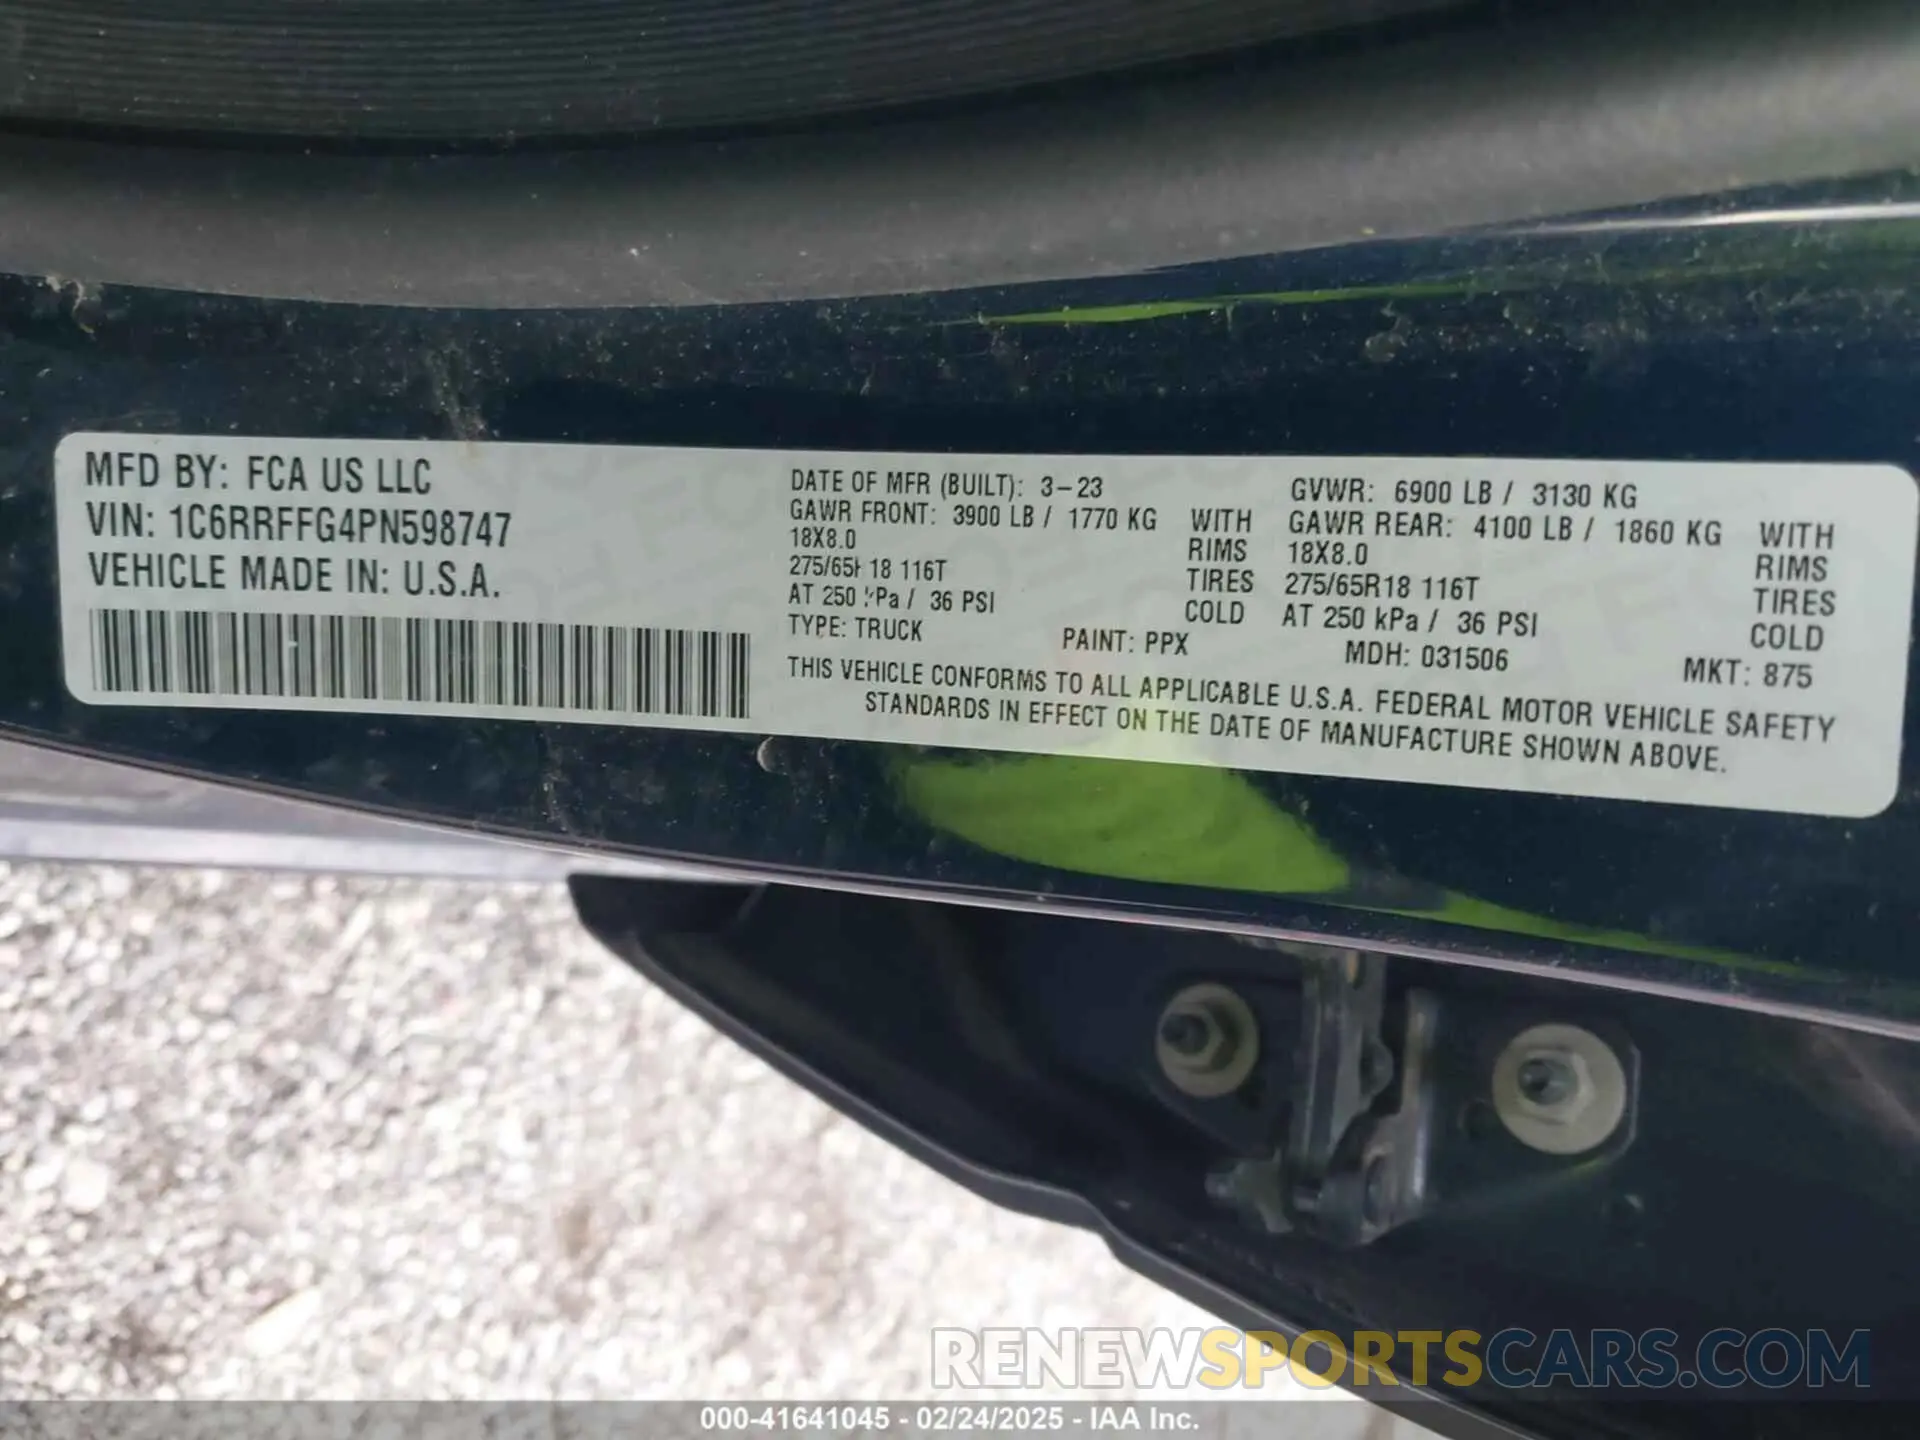 MFD BY: FCA US LLC
VIN: 1C6RRFFG4PN598747
VEHICLE MADE IN: U.S.A.
DATE OF MFR (BUILT): 3-23
GAWR FRONT: 3900 LB / 1770 KG WITH
18X8.0 RIMS
275/65R18 116T TIRES
AT 250 kPa / 36 PSI COLD
GVWR: 6900 LB / 3130 KG
GAWR REAR: 4100 LB / 1860 KG WITH
18X8.0 RIMS
275/65R18 116T TIRES
AT 250 kPa / 36 PSI COLD
TYPE: TRUCK PAINT: PPX MDH: 031506 MKT: 875
THIS VEHICLE CONFORMS TO ALL APPLICABLE U.S.A. FEDERAL MOTOR VEHICLE SAFETY
STANDARDS IN EFFECT ON THE DATE OF MANUFACTURE SHOWN ABOVE.
RENEWSPORTSCARS.COM
000-41641045 - 02/24/2025 - IAA Inc.